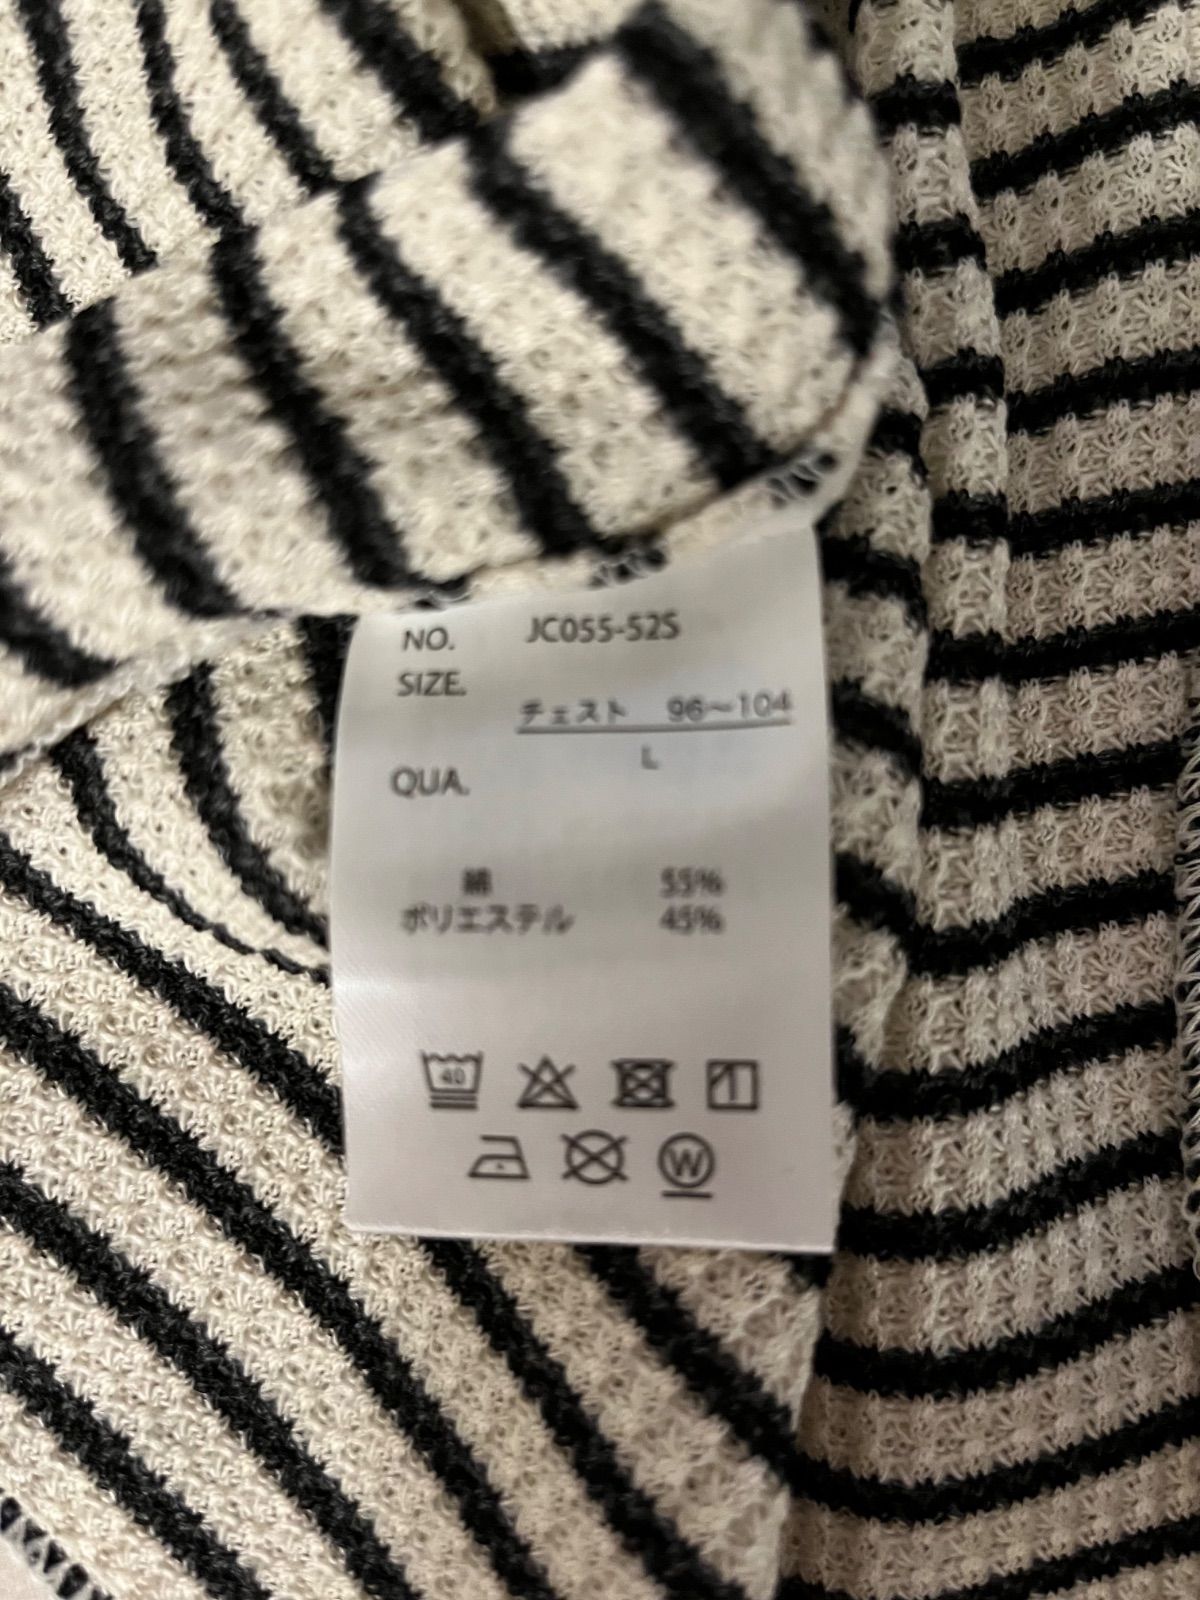 NO. JC055-52S
SIZE.
チェスト 96～104
L
QUA.
綿 55%
ポリエステル 45%
40
W